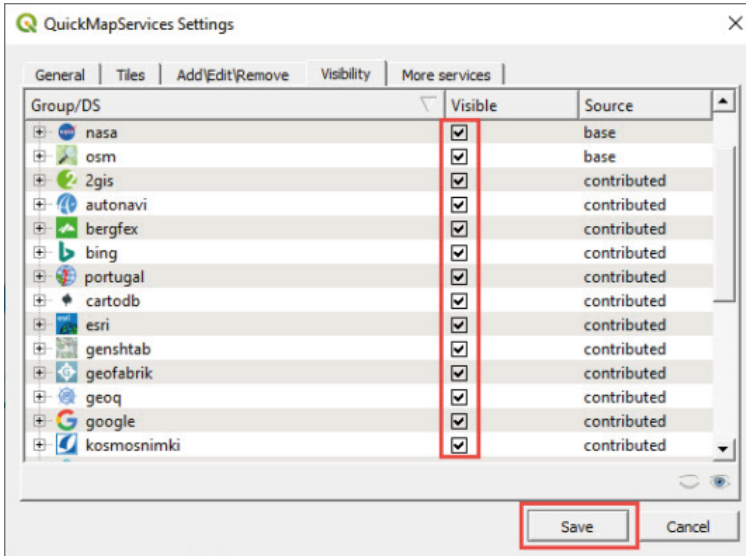 QuickMapServices Settings
General Tiles Add\Edit\Remove Visibility More services
Group/DS Visible Source
nasa base
osm base
2gis contributed
autonavi contributed
bergfex contributed
bing contributed
portugal contributed
cartodb contributed
esri contributed
genshtab contributed
geofabrik contributed
geoq contributed
google contributed
kosmosnimki contributed
Save Cancel